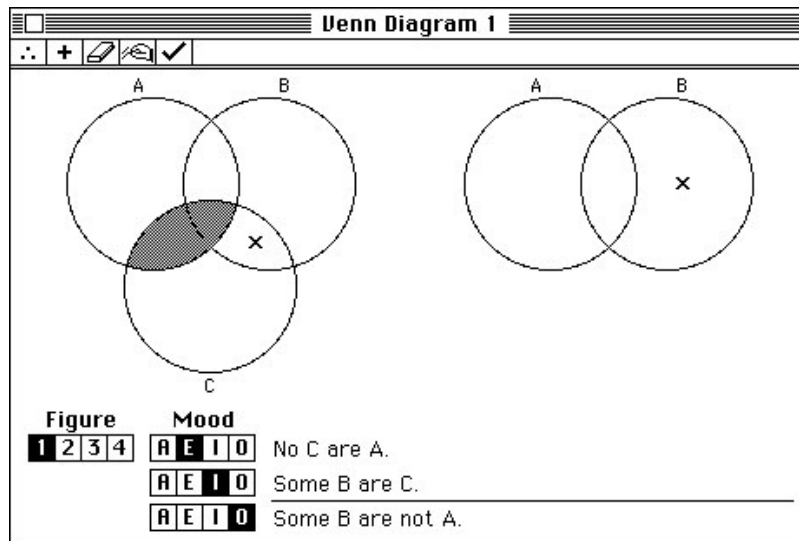 Venn Diagram 1
A B
A B
C
Figure Mood
1 2 3 4 A E I O No C are A.
A E I O Some B are C.
A E I O Some B are not A.